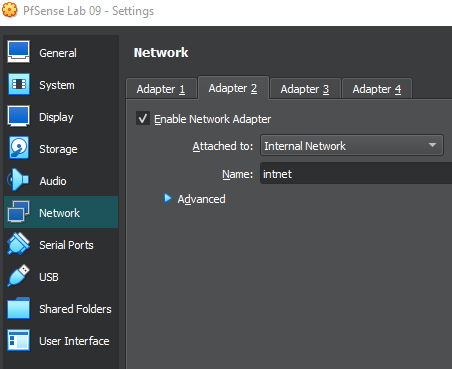 PfSense Lab 09 - Settings
General
System
Display
Storage
Audio
Network
Serial Ports
USB
Shared Folders
User Interface
Network
Adapter 1 Adapter 2 Adapter 3 Adapter 4
Enable Network Adapter
Attached to: Internal Network
Name: intnet
Advanced